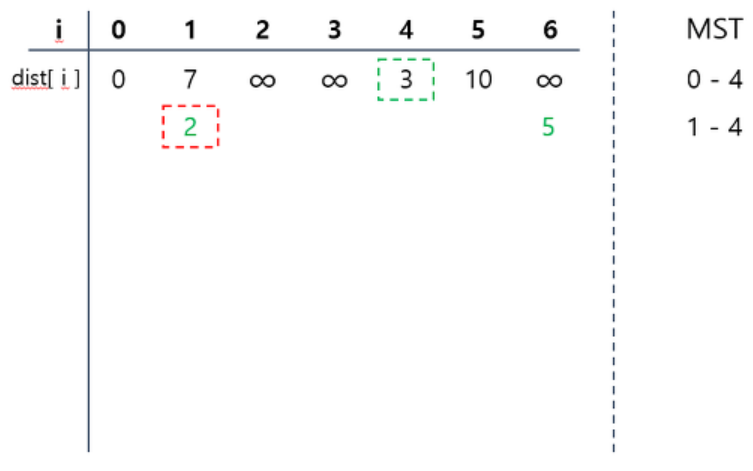 i 0 1 2 3 4 5 6 MST
dist[ i ] 0 7 ∞ ∞ 3 10 ∞ 0 - 4
2 5 1 - 4